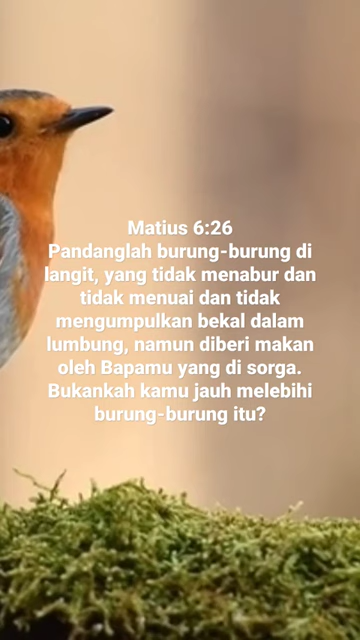 Matius 6:26
Pandanglah burung-burung di
langit, yang tidak menabur dan
tidak menuai dan tidak
mengumpulkan bekal dalam
lumbung, namun diberi makan
oleh Bapamu yang di sorga.
Bukankah kamu jauh melebihi
burung-burung itu?